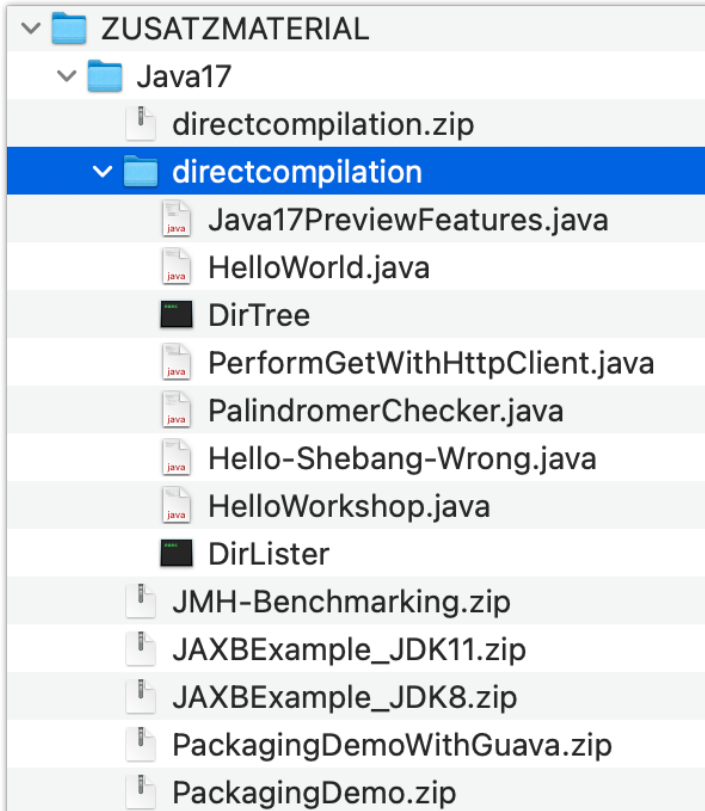 ZUSATZMATERIAL
Java17
directcompilation.zip
directcompilation
Java17PreviewFeatures.java
HelloWorld.java
DirTree
PerformGetWithHttpClient.java
PalindromerChecker.java
Hello-Shebang-Wrong.java
HelloWorkshop.java
DirLister
JMH-Benchmarking.zip
JAXBExample_JDK11.zip
JAXBExample_JDK8.zip
PackagingDemoWithGuava.zip
PackagingDemo.zip